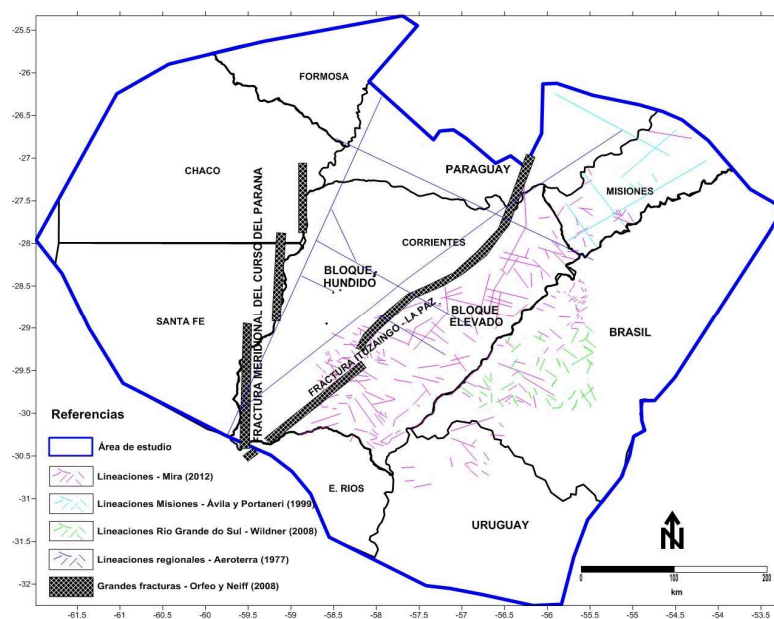 -25.5
-26
-26.5
-27
-27.5
-28
-28.5
-29
-29.5
-30
-30.5
-31
-31.5
-32
FORMOSA
CHACO
PARAGUAY
MISIONES
CORRIENTES
BLOQUE
HUNDIDO
BLOQUE
ELEVADO
SANTA FE
BRASIL
FRACTURA MERIDIONAL DEL CURSO DEL PARANA
FRACTURA ITUZAINGO - LA PAZ
E. RIOS
URUGUAY
Referencias
Área de estudio
Lineaciones - Mira (2012)
Lineaciones Misiones - Ávila y Portaneri (1999)
Lineaciones Rio Grande do Sul - Wildner (2008)
Lineaciones regionales - Aeroterra (1977)
Grandes fracturas - Orfeo y Neiff (2008)
N
0 100 200
km
-62 -61.5 -61 -60.5 -60 -59.5 -59 -58.5 -58 -57.5 -57 -56.5 -56 -55.5 -55 -54.5 -54 -53.5